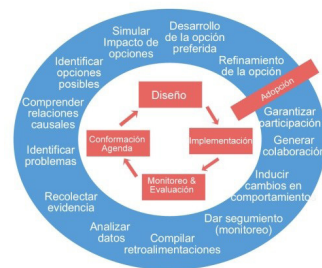 Simular
Impacto de
opciones
Desarrollo
de la opción
preferida
Refinamiento
de la opción
Adopción
Garantizar
participación
Generar
colaboración
Inducir
cambios en
comportamiento
Dar segumiento
(monitoreo)
Compilar
retroalimentaciones
Analizar
datos
Recolectar
evidencia
Identificar
problemas
Comprender
relaciones
causales
Identificar
opciones
posibles
Diseño
Implementación
Monitoreo &
Evaluación
Conformación
Agenda